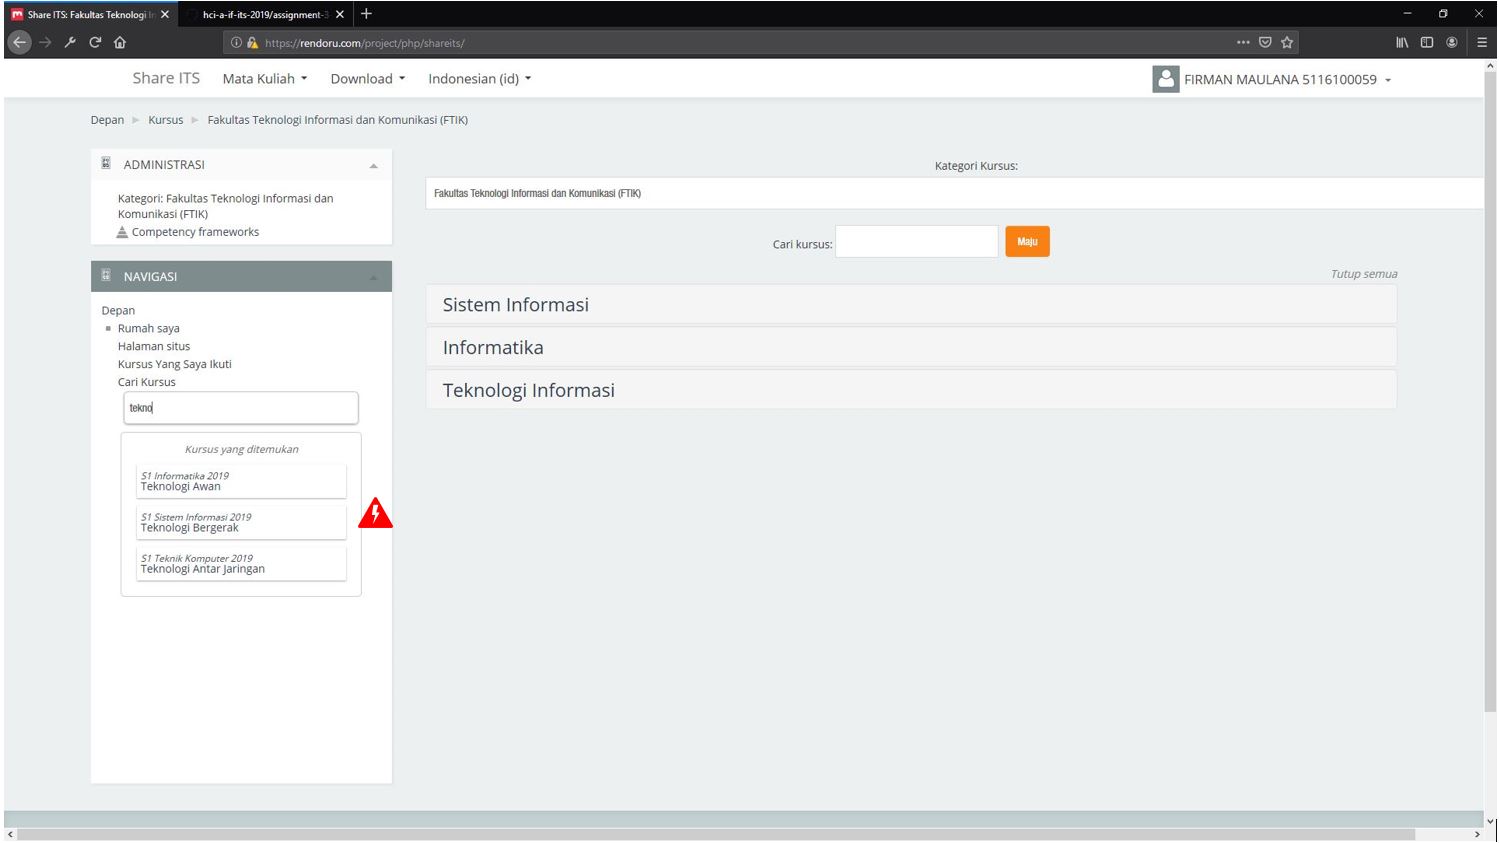 Share ITS: Fakultas Teknologi In
hci-a-if-its-2019/assignment-3
https://rendoru.com/project/php/shareits/
Share ITS
Mata Kuliah
Download
Indonesian (id)
FIRMAN MAULANA 5116100059
Depan
Kursus
Fakultas Teknologi Informasi dan Komunikasi (FTIK)
ADMINISTRASI
Kategori: Fakultas Teknologi Informasi dan
Komunikasi (FTIK)
Competency frameworks
NAVIGASI
Depan
Rumah saya
Halaman situs
Kursus Yang Saya Ikuti
Cari Kursus
tekno
Kursus yang ditemukan
S1 Informatika 2019
Teknologi Awan
S1 Sistem Informasi 2019
Teknologi Bergerak
S1 Teknik Komputer 2019
Teknologi Antar Jaringan
Kategori Kursus:
Fakultas Teknologi Informasi dan Komunikasi (FTIK)
Cari kursus:
Maju
Tutup semua
Sistem Informasi
Informatika
Teknologi Informasi